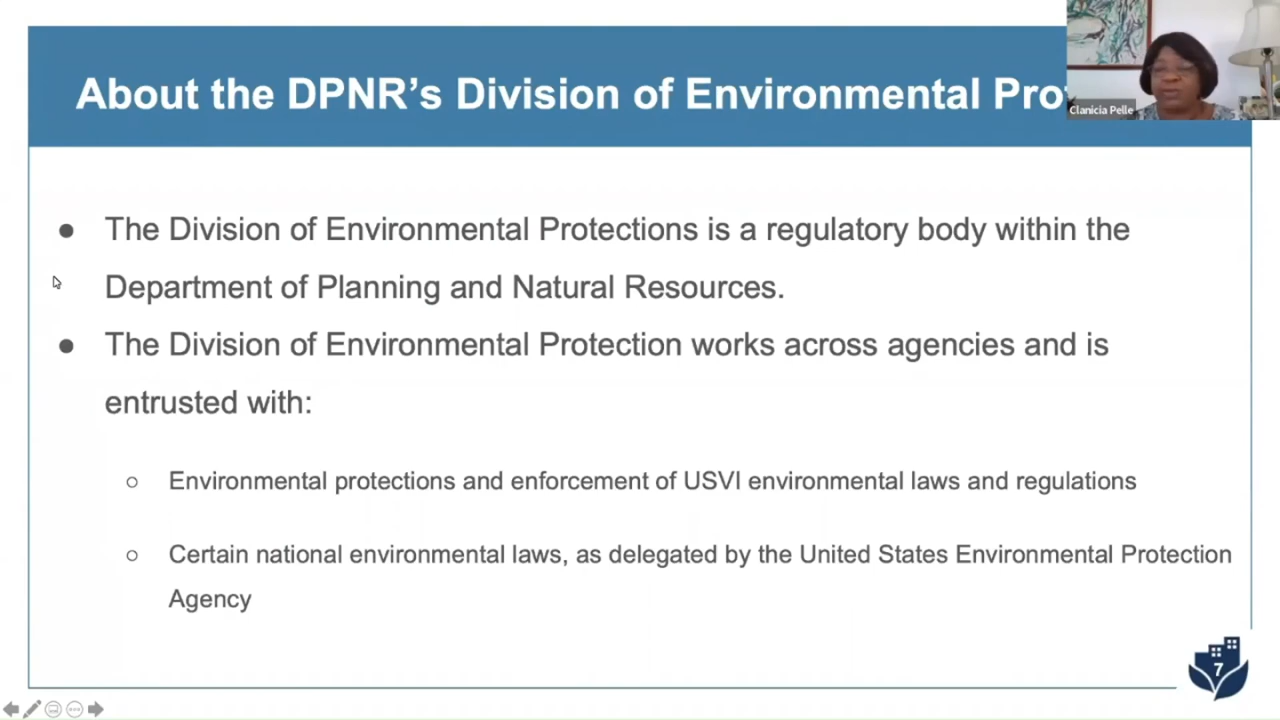 About the DPNR's Division of Environmental
Clanicia Pelle
● The Division of Environmental Protections is a regulatory body within the
Department of Planning and Natural Resources.
● The Division of Environmental Protection works across agencies and is
entrusted with:
○ Environmental protections and enforcement of USVI environmental laws and regulations
○ Certain national environmental laws, as delegated by the United States Environmental Protection
Agency
7